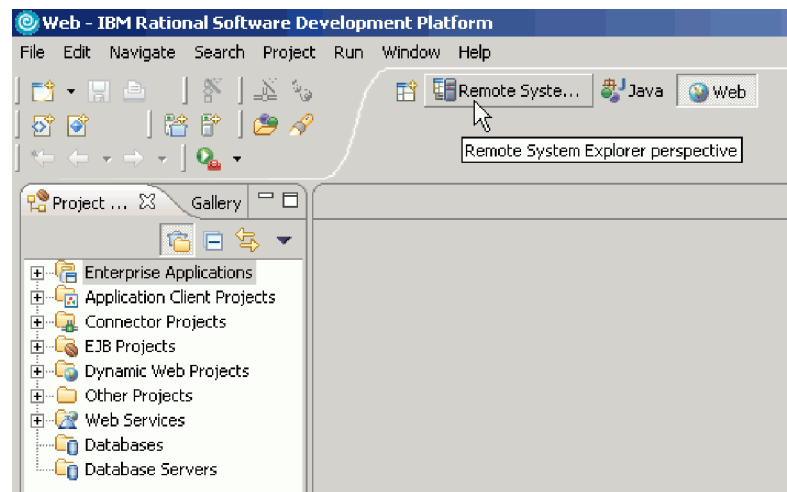 Web - IBM Rational Software Development Platform
File Edit Navigate Search Project Run Window Help
Remote Syste... Java Web
Remote System Explorer perspective
Project ... Gallery
Enterprise Applications
Application Client Projects
Connector Projects
EJB Projects
Dynamic Web Projects
Other Projects
Web Services
Databases
Database Servers